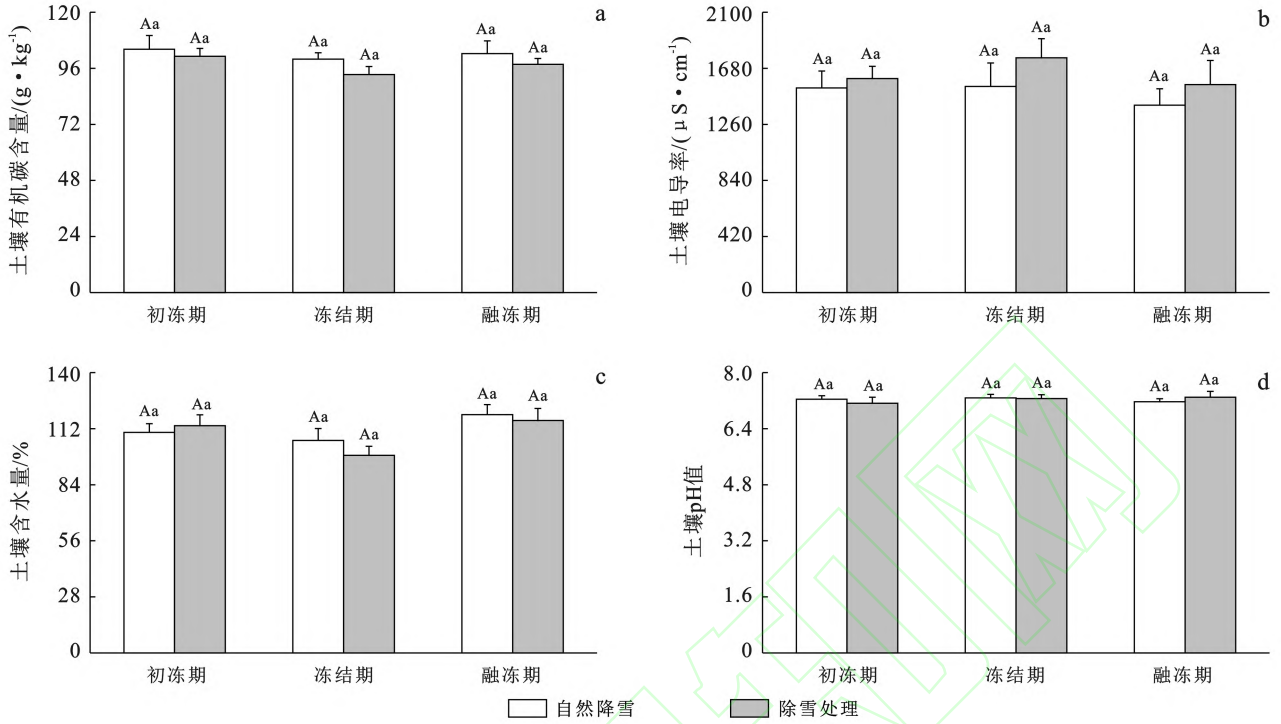 a
土壤有机碳含量/(g·kg⁻¹)
120
96
72
48
24
0
Aa Aa Aa Aa Aa Aa
初冻期 冻结期 融冻期
b
土壤电导率/(μS·cm⁻¹)
2100
1680
1260
840
420
0
Aa Aa Aa Aa Aa Aa
初冻期 冻结期 融冻期
c
土壤含水量/%
140
112
84
56
28
0
Aa Aa Aa Aa Aa Aa
初冻期 冻结期 融冻期
d
土壤pH值
8.0
6.4
4.8
3.2
1.6
0
Aa Aa Aa Aa Aa Aa
初冻期 冻结期 融冻期
自然降雪 除雪处理